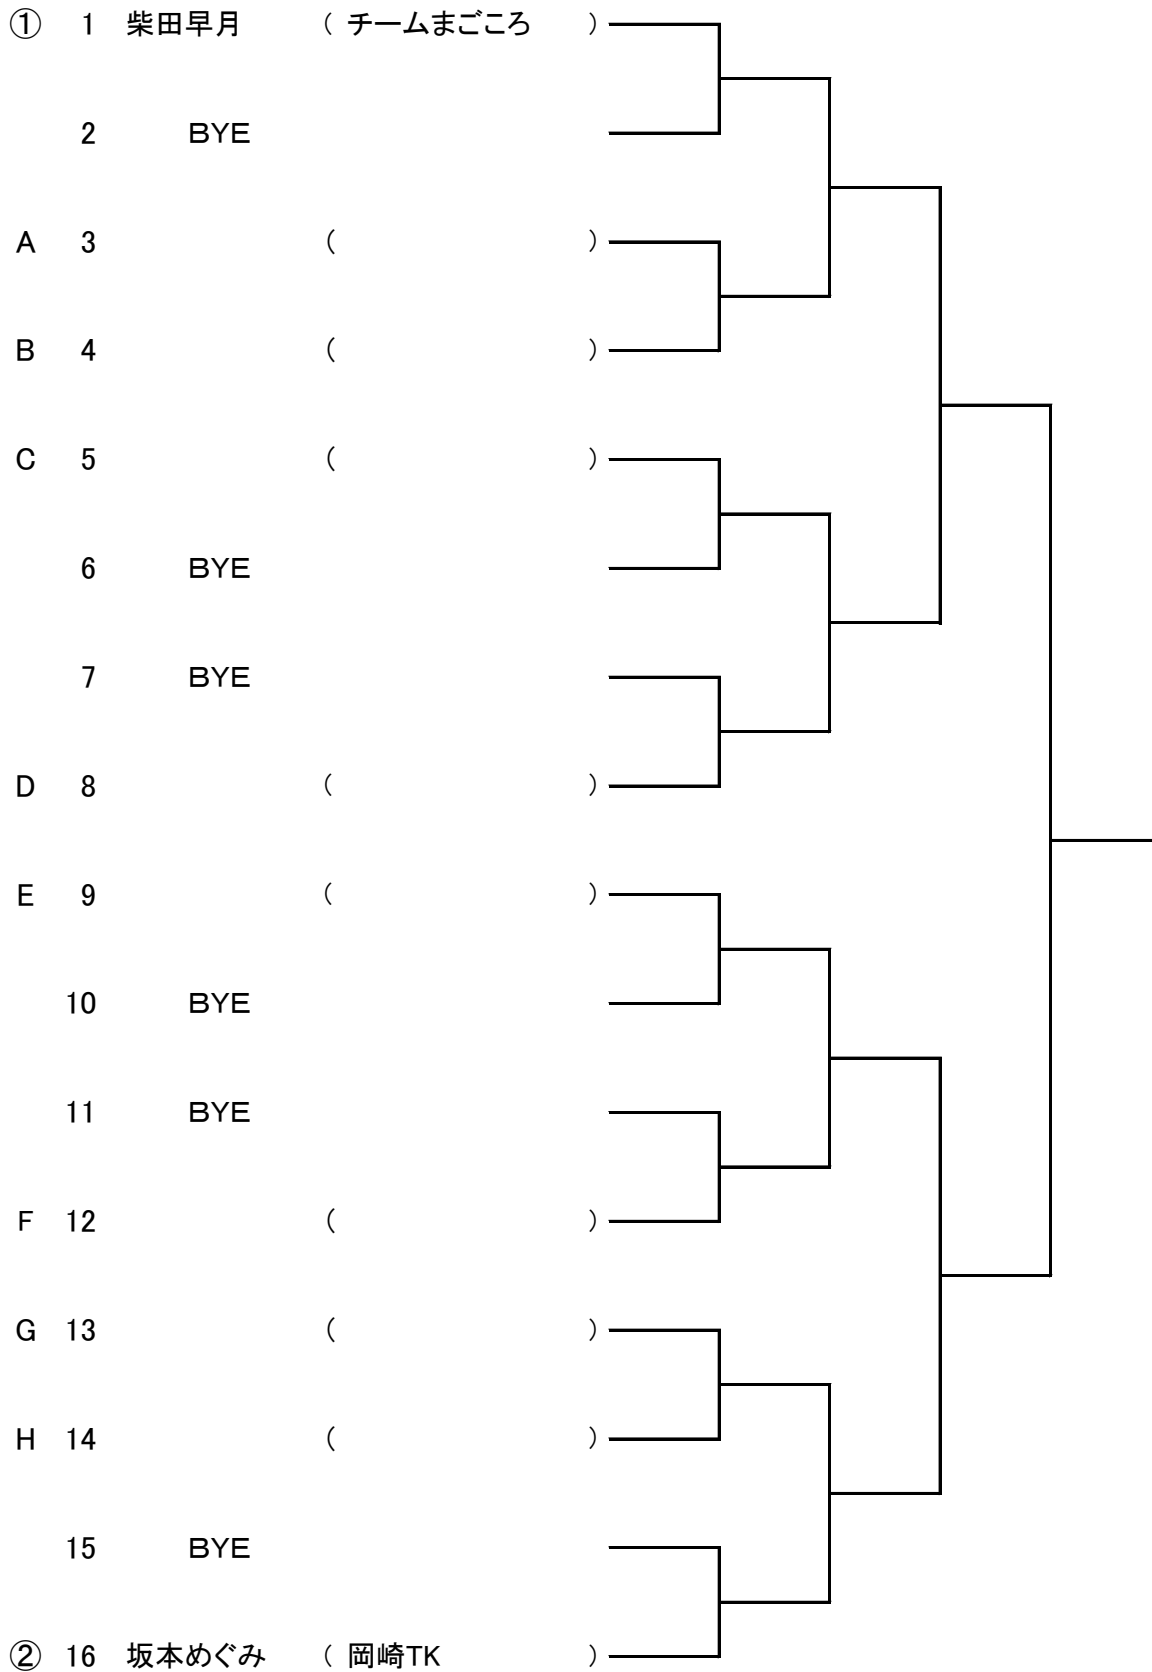 ① 1 柴田早月 ( チームまごころ )
2 BYE
A 3 ( )
B 4 ( )
C 5 ( )
6 BYE
7 BYE
D 8 ( )
E 9 ( )
10 BYE
11 BYE
F 12 ( )
G 13 ( )
H 14 ( )
15 BYE
② 16 坂本めぐみ ( 岡崎TK )